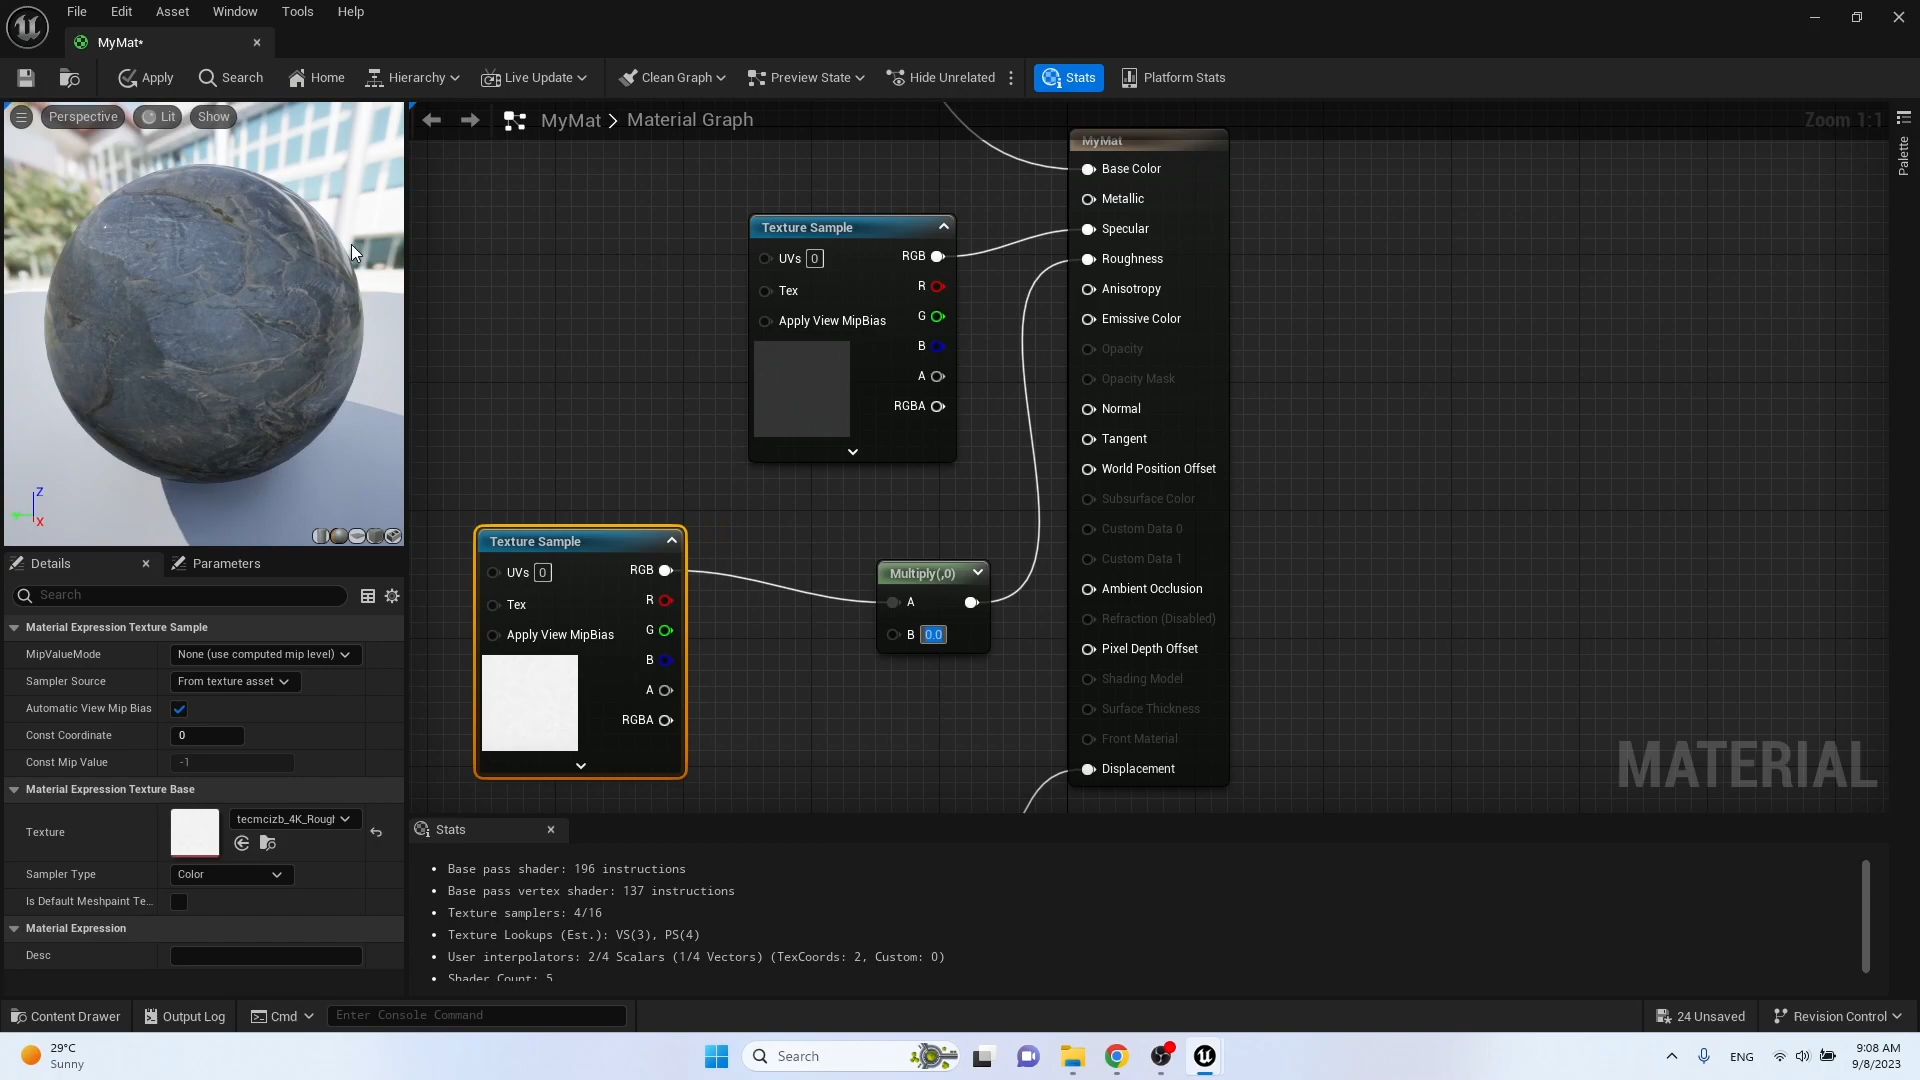 File
Edit
Asset
Window
Tools
Help
MyMat*
Apply
Search
Home
Hierarchy
Live Update
Clean Graph
Preview State
Hide Unrelated
Stats
Platform Stats
Perspective
Lit
Show
MyMat > Material Graph
Zoom 1:1
Palette
Z
Y
X
MyMat
Base Color
Metallic
Specular
Roughness
Anisotropy
Emissive Color
Opacity
Opacity Mask
Normal
Tangent
World Position Offset
Subsurface Color
Custom Data 0
Custom Data 1
Ambient Occlusion
Refraction (Disabled)
Pixel Depth Offset
Shading Model
Surface Thickness
Front Material
Displacement
Texture Sample
UVs 0
RGB
R
Tex
G
Apply View MipBias
B
A
RGBA
Texture Sample
UVs 0
RGB
R
Tex
G
Apply View MipBias
B
A
RGBA
Multiply(,0)
A
B 0.0
MATERIAL
Details
Parameters
Search
Material Expression Texture Sample
MipValueMode
None (use computed mip level)
Sampler Source
From texture asset
Automatic View Mip Bias
Const Coordinate
0
Const Mip Value
-1
Material Expression Texture Base
Texture
tecmcizb_4K_Rough
Sampler Type
Color
Is Default Meshpaint Te...
Material Expression
Desc
Stats
• Base pass shader: 196 instructions
• Base pass vertex shader: 137 instructions
• Texture samplers: 4/16
• Texture Lookups (Est.): VS(3), PS(4)
• User interpolators: 2/4 Scalars (1/4 Vectors) (TexCoords: 2, Custom: 0)
• Shader Count: 5
Content Drawer
Output Log
Cmd
Enter Console Command
24 Unsaved
Revision Control
29°C
Sunny
Search
ENG
9:08 AM
9/8/2023